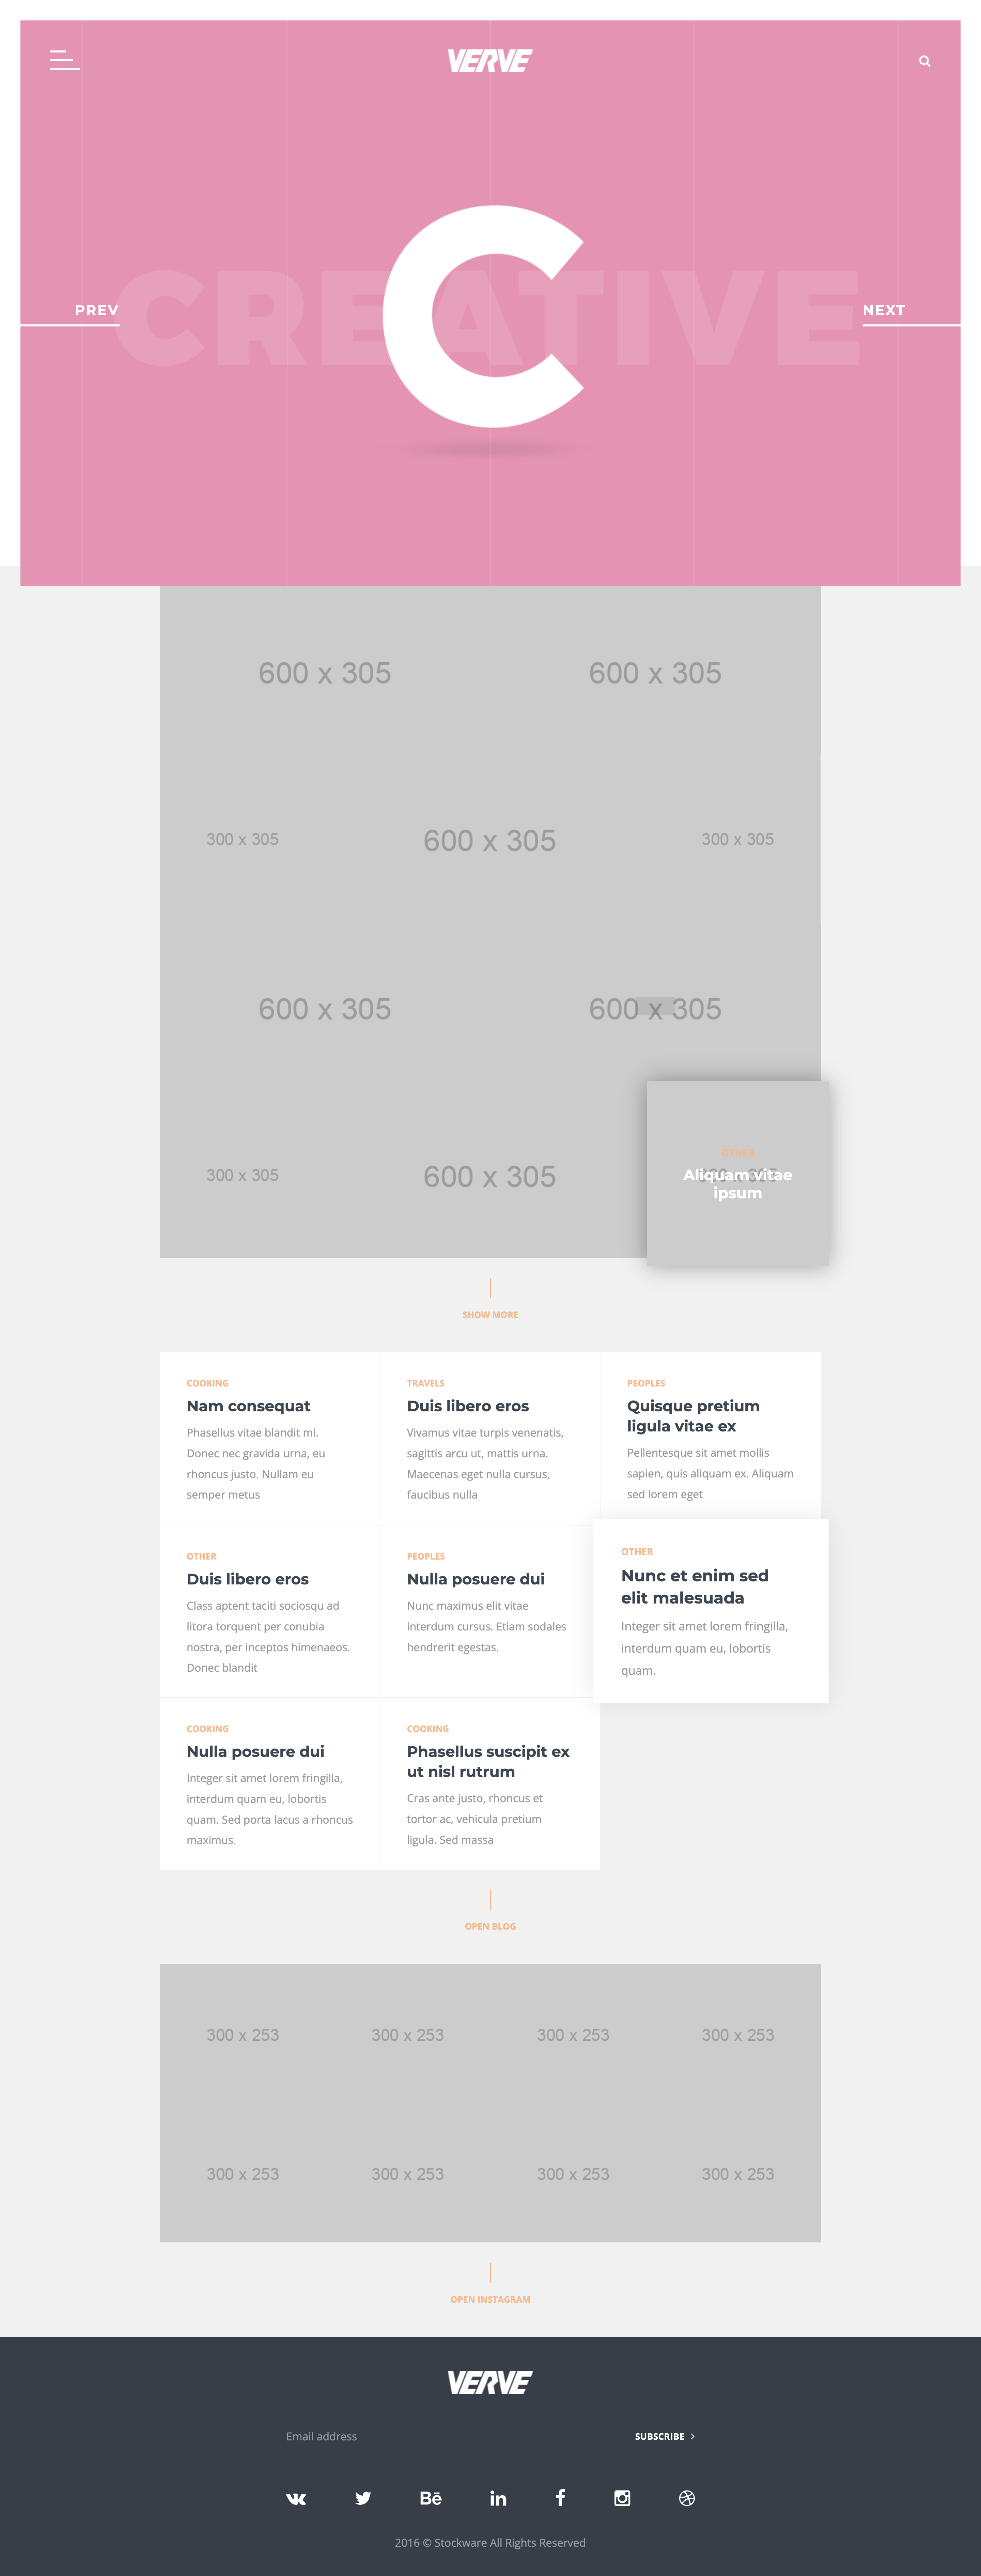 VERVE
CREATIVE
C
PREV
NEXT
600 x 305
600 x 305
300 x 305
600 x 305
300 x 305
600 x 305
600 x 305
300 x 305
600 x 305
OTHER
Aliquam vitae
ipsum
SHOW MORE
COOKING
Nam consequat
Phasellus vitae blandit mi.
Donec nec gravida urna, eu
rhoncus justo. Nullam eu
semper metus
TRAVELS
Duis libero eros
Vivamus vitae turpis venenatis,
sagittis arcu ut, mattis urna.
Maecenas eget nulla cursus,
faucibus nulla
PEOPLES
Quisque pretium
ligula vitae ex
Pellentesque sit amet mollis
sapien, quis aliquam ex. Aliquam
sed lorem eget
OTHER
Duis libero eros
Class aptent taciti sociosqu ad
litora torquent per conubia
nostra, per inceptos himenaeos.
Donec blandit
PEOPLES
Nulla posuere dui
Nunc maximus elit vitae
interdum cursus. Etiam sodales
hendrerit egestas.
OTHER
Nunc et enim sed
elit malesuada
Integer sit amet lorem fringilla,
interdum quam eu, lobortis
quam.
COOKING
Nulla posuere dui
Integer sit amet lorem fringilla,
interdum quam eu, lobortis
quam. Sed porta lacus a rhoncus
maximus.
COOKING
Phasellus suscipit ex
ut nisl rutrum
Cras ante justo, rhoncus et
tortor ac, vehicula pretium
ligula. Sed massa
OPEN BLOG
300 x 253
300 x 253
300 x 253
300 x 253
300 x 253
300 x 253
300 x 253
300 x 253
OPEN INSTAGRAM
VERVE
Email address
SUBSCRIBE
2016 © Stockware All Rights Reserved